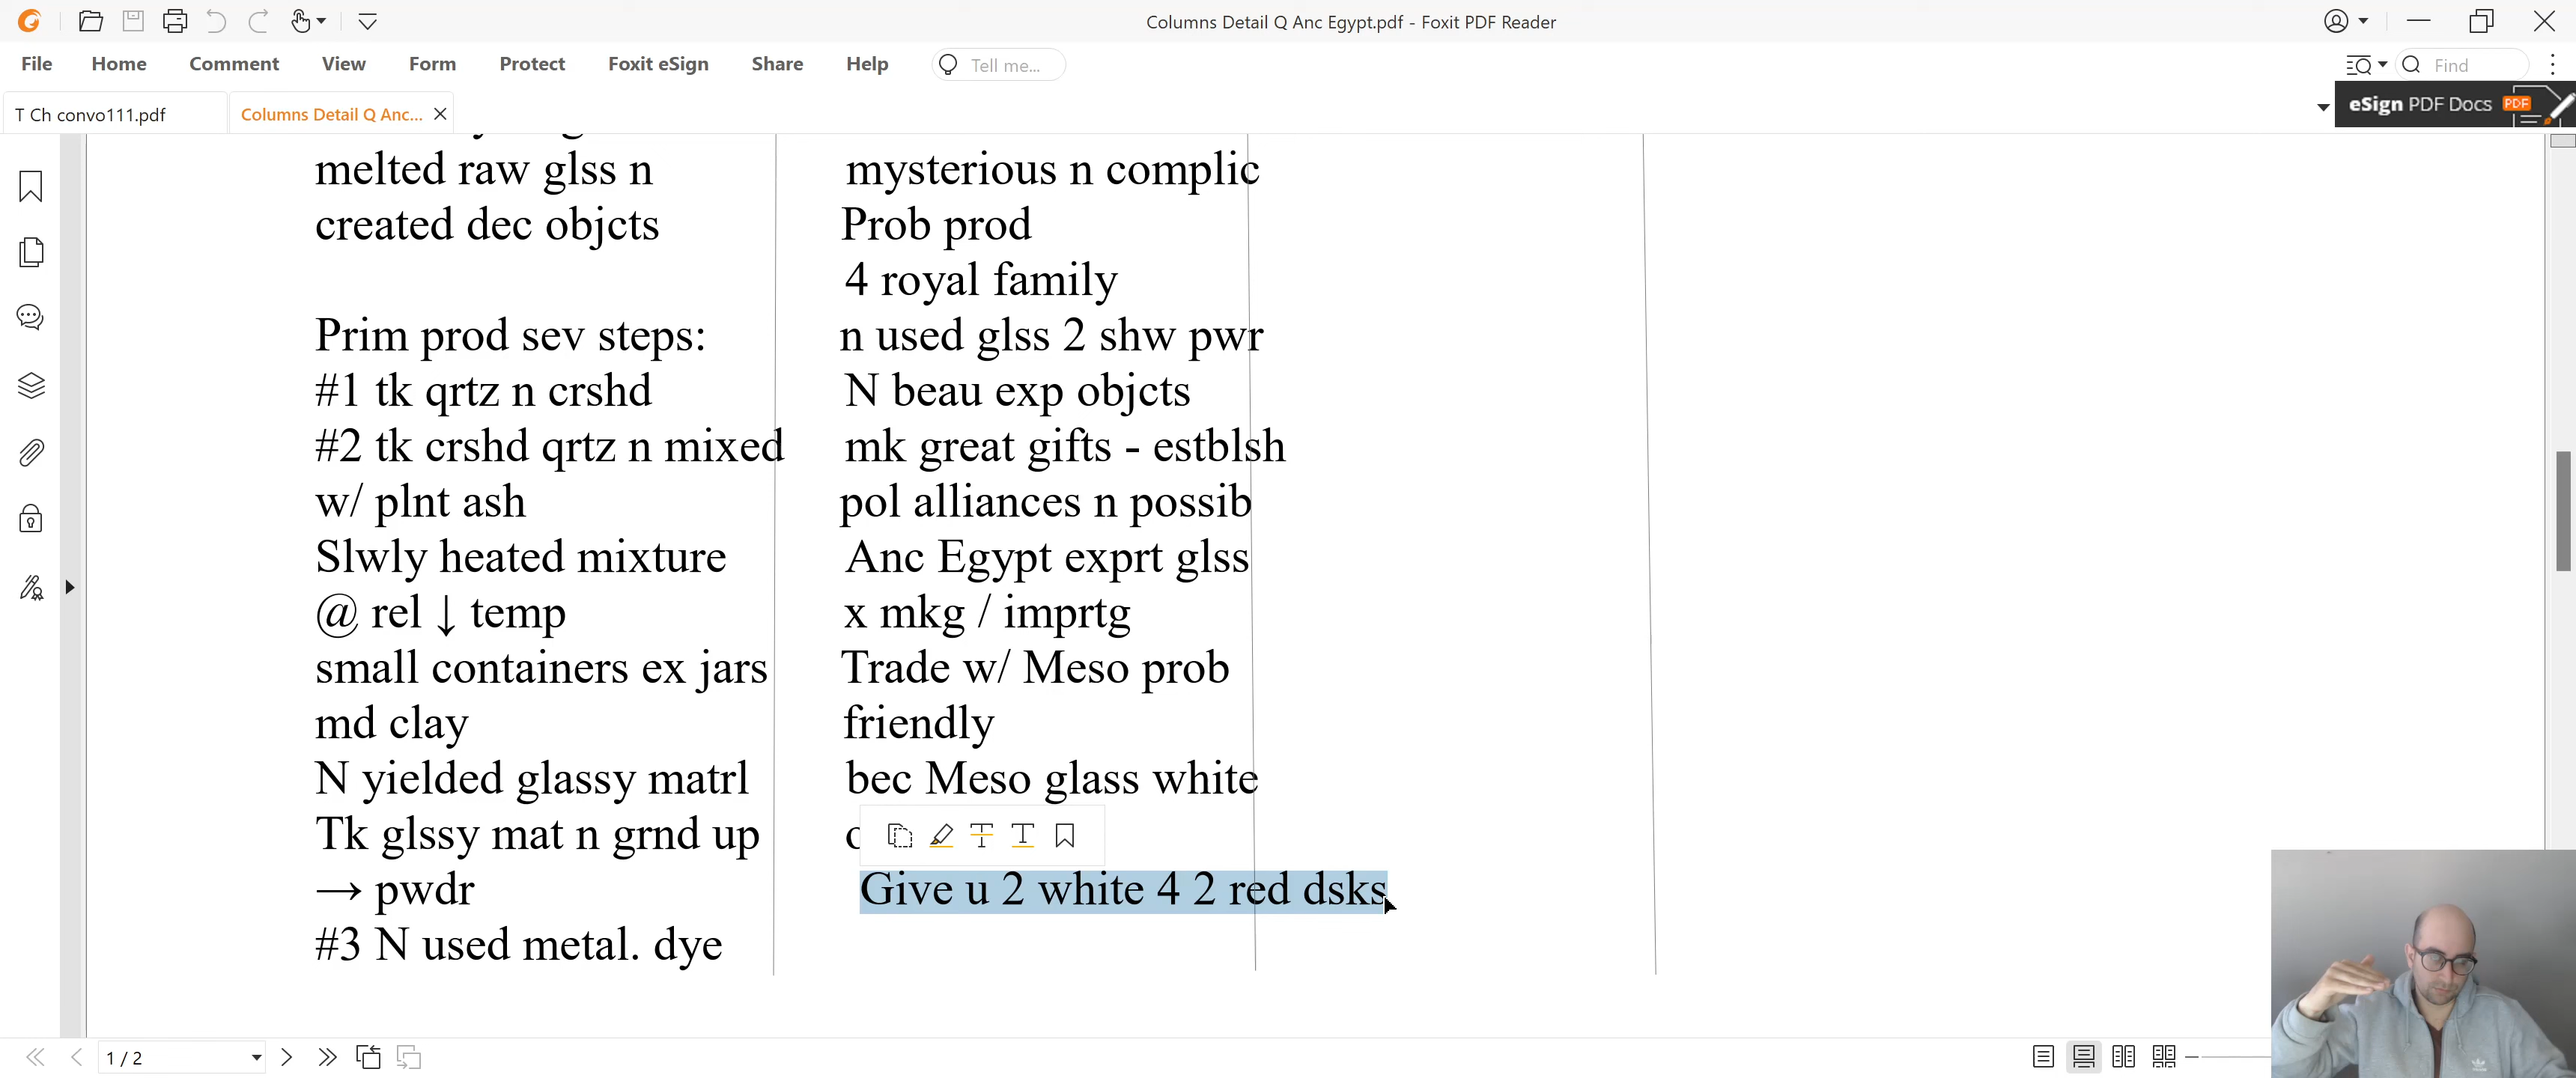 Columns Detail Q Anc Egypt.pdf - Foxit PDF Reader
File Home Comment View Form Protect Foxit eSign Share Help Tell me... Find
T Ch convo111.pdf
Columns Detail Q Anc...
eSign PDF Docs PDF
melted raw glss n
created dec objcts
Prim prod sev steps:
#1 tk qrtz n crshd
#2 tk crshd qrtz n mixed
w/ plnt ash
Slwly heated mixture
@ rel ↓ temp
small containers ex jars
md clay
N yielded glassy matrl
Tk glssy mat n grnd up
→ pwdr
#3 N used metal. dye
mysterious n complic
Prob prod
4 royal family
n used glss 2 shw pwr
N beau exp objcts
mk great gifts - estblsh
pol alliances n possib
Anc Egypt exprt glss
x mkg / imprtg
Trade w/ Meso prob
friendly
bec Meso glass white
Give u 2 white 4 2 red dsks
1 / 2